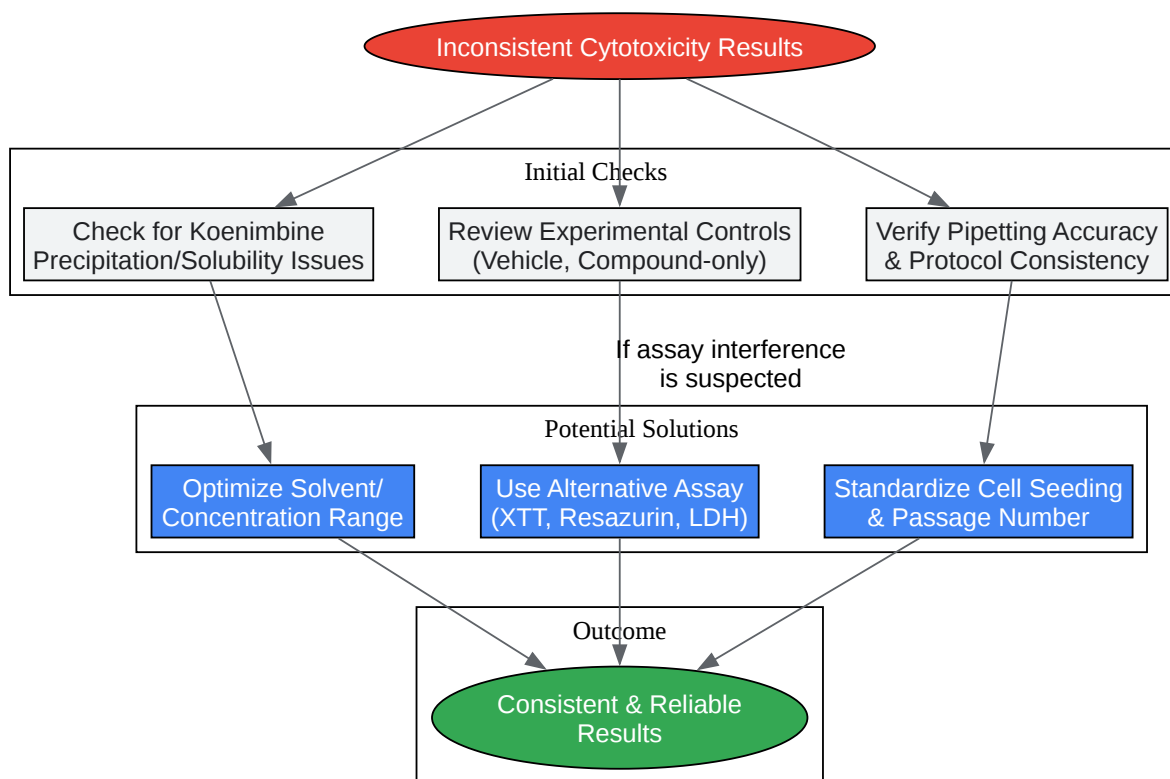 Inconsistent Cytotoxicity Results
Initial Checks
Check for Koenimbine
Precipitation/Solubility Issues
Review Experimental Controls
(Vehicle, Compound-only)
Verify Pipetting Accuracy
& Protocol Consistency
If assay interference
is suspected
Potential Solutions
Optimize Solvent/
Concentration Range
Use Alternative Assay
(XTT, Resazurin, LDH)
Standardize Cell Seeding
& Passage Number
Outcome
Consistent & Reliable
Results